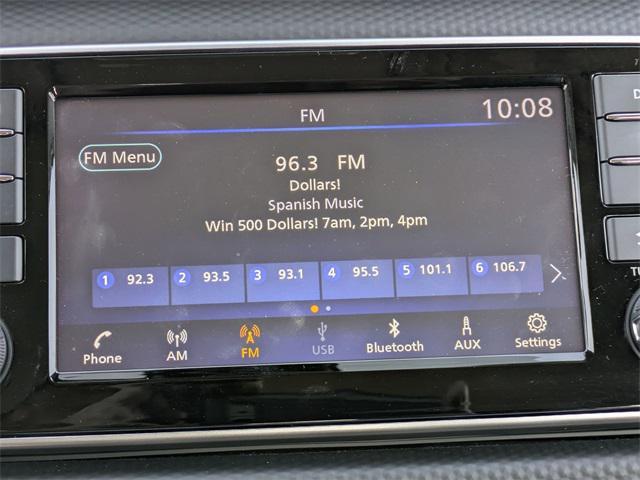 FM
10:08
FM Menu
96.3 FM
Dollars!
Spanish Music
Win 500 Dollars! 7am, 2pm, 4pm
1 92.3 2 93.5 3 93.1 4 95.5 5 101.1 6 106.7
Phone AM FM USB Bluetooth AUX Settings